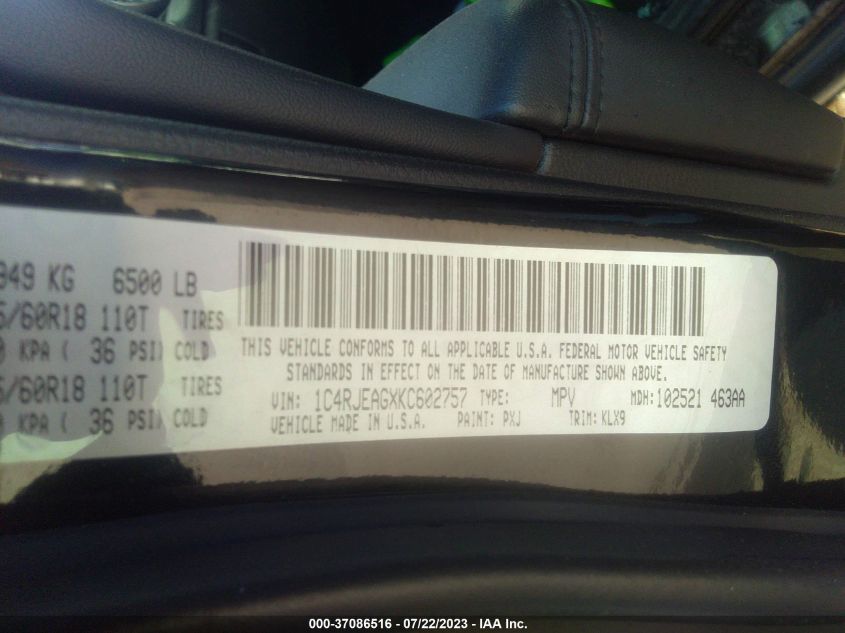 949 KG 6500 LB
/60R18 110T TIRES
KPA ( 36 PSI) COLD
/60R18 110T TIRES
KPA ( 36 PSI) COLD
THIS VEHICLE CONFORMS TO ALL APPLICABLE U.S.A. FEDERAL MOTOR VEHICLE SAFETY
STANDARDS IN EFFECT ON THE DATE OF MANUFACTURE SHOWN ABOVE.
VIN: 1C4RJEAGXKC602757 TYPE: MPV MDH: 102521 463AA
VEHICLE MADE IN U.S.A. PAINT: PXJ TRIM: KLX9
000-37086516 - 07/22/2023 - IAA Inc.